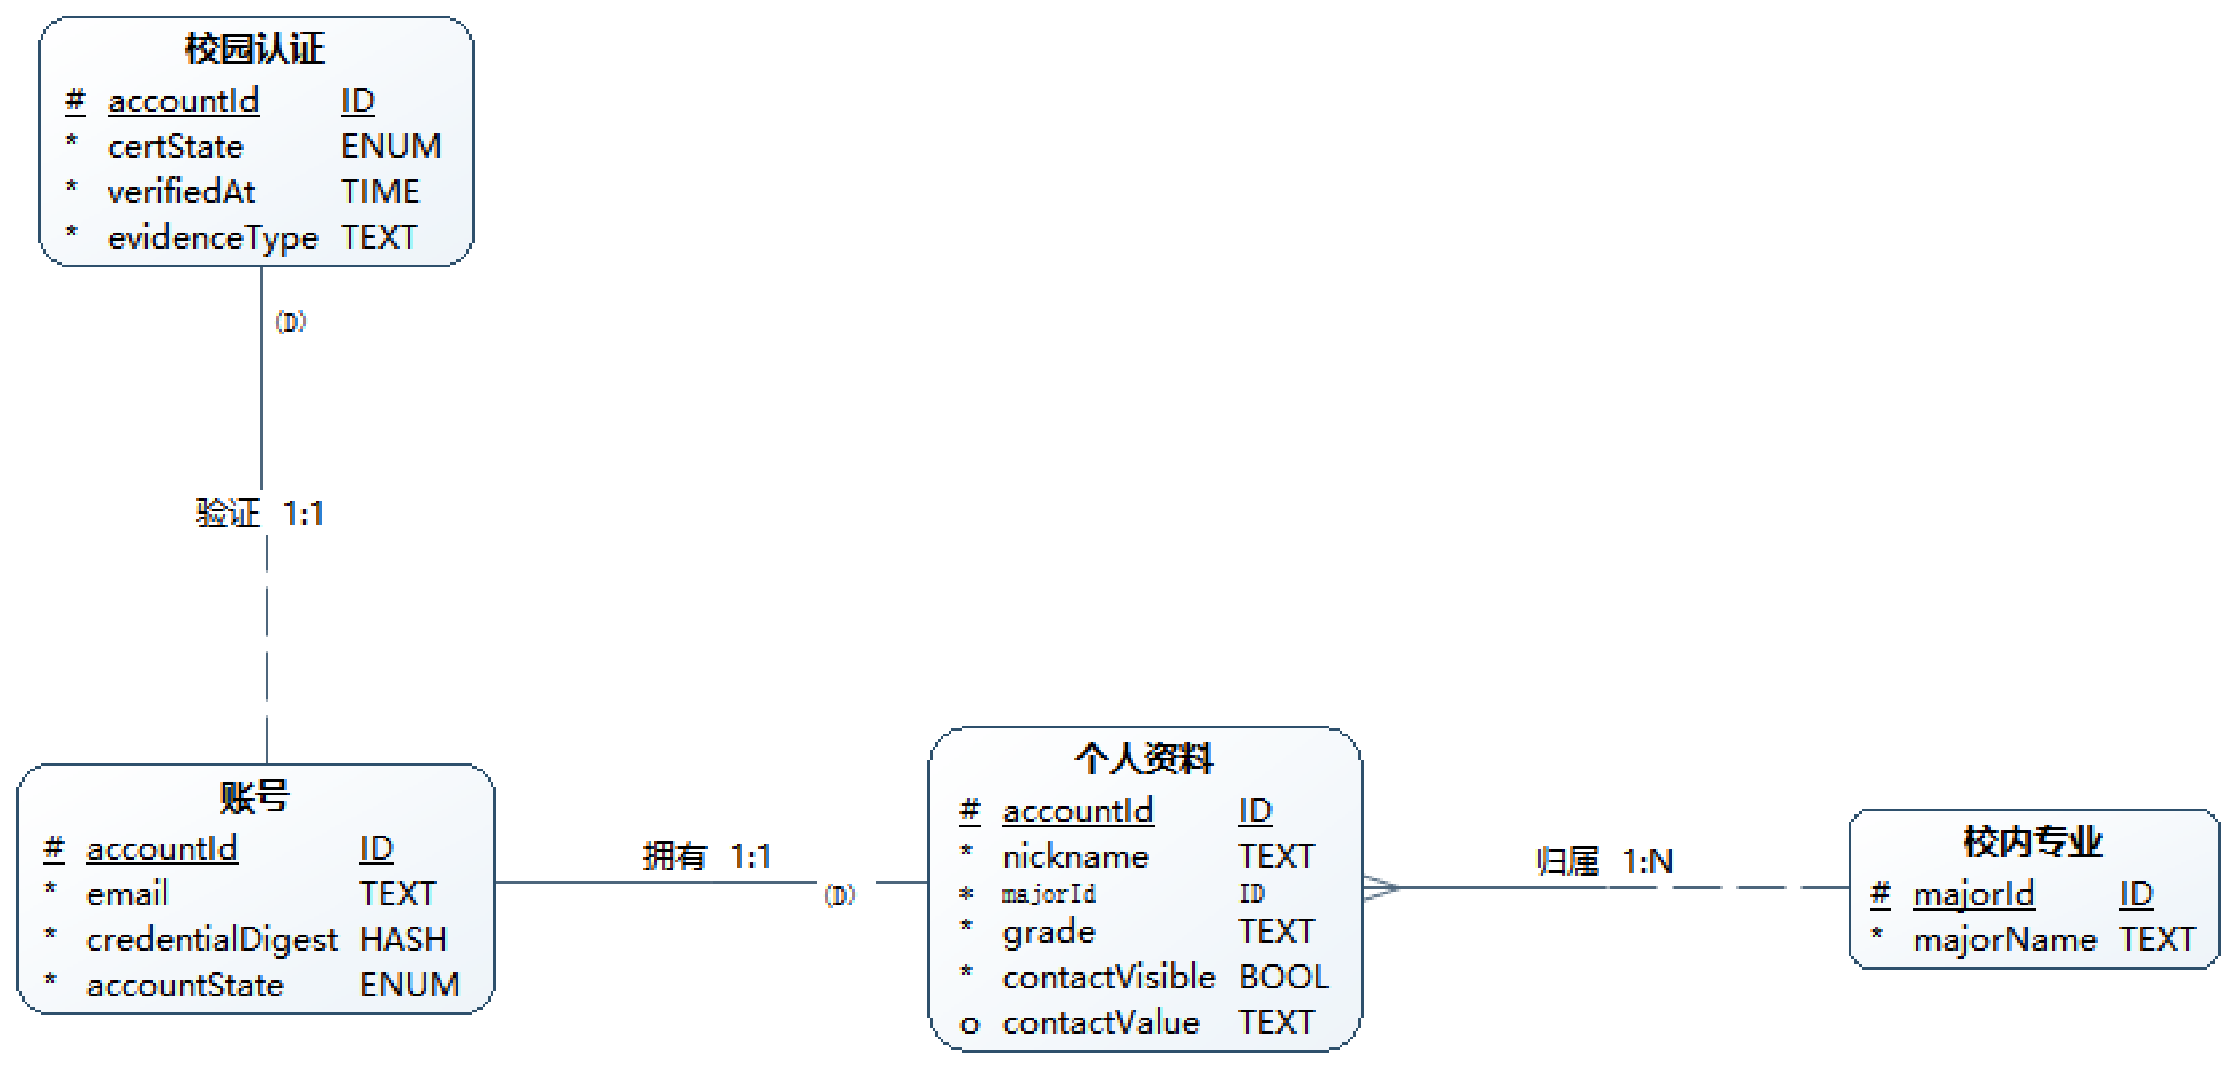 校园认证
# accountId ID
* certState ENUM
* verifiedAt TIME
* evidenceType TEXT
(D)
验证 1:1
账号
# accountId ID
* email TEXT
* credentialDigest HASH
* accountState ENUM
拥有 1:1
(D)
个人资料
# accountId ID
* nickname TEXT
* majorId ID
* grade TEXT
* contactVisible BOOL
o contactValue TEXT
归属 1:N
校内专业
# majorId ID
* majorName TEXT